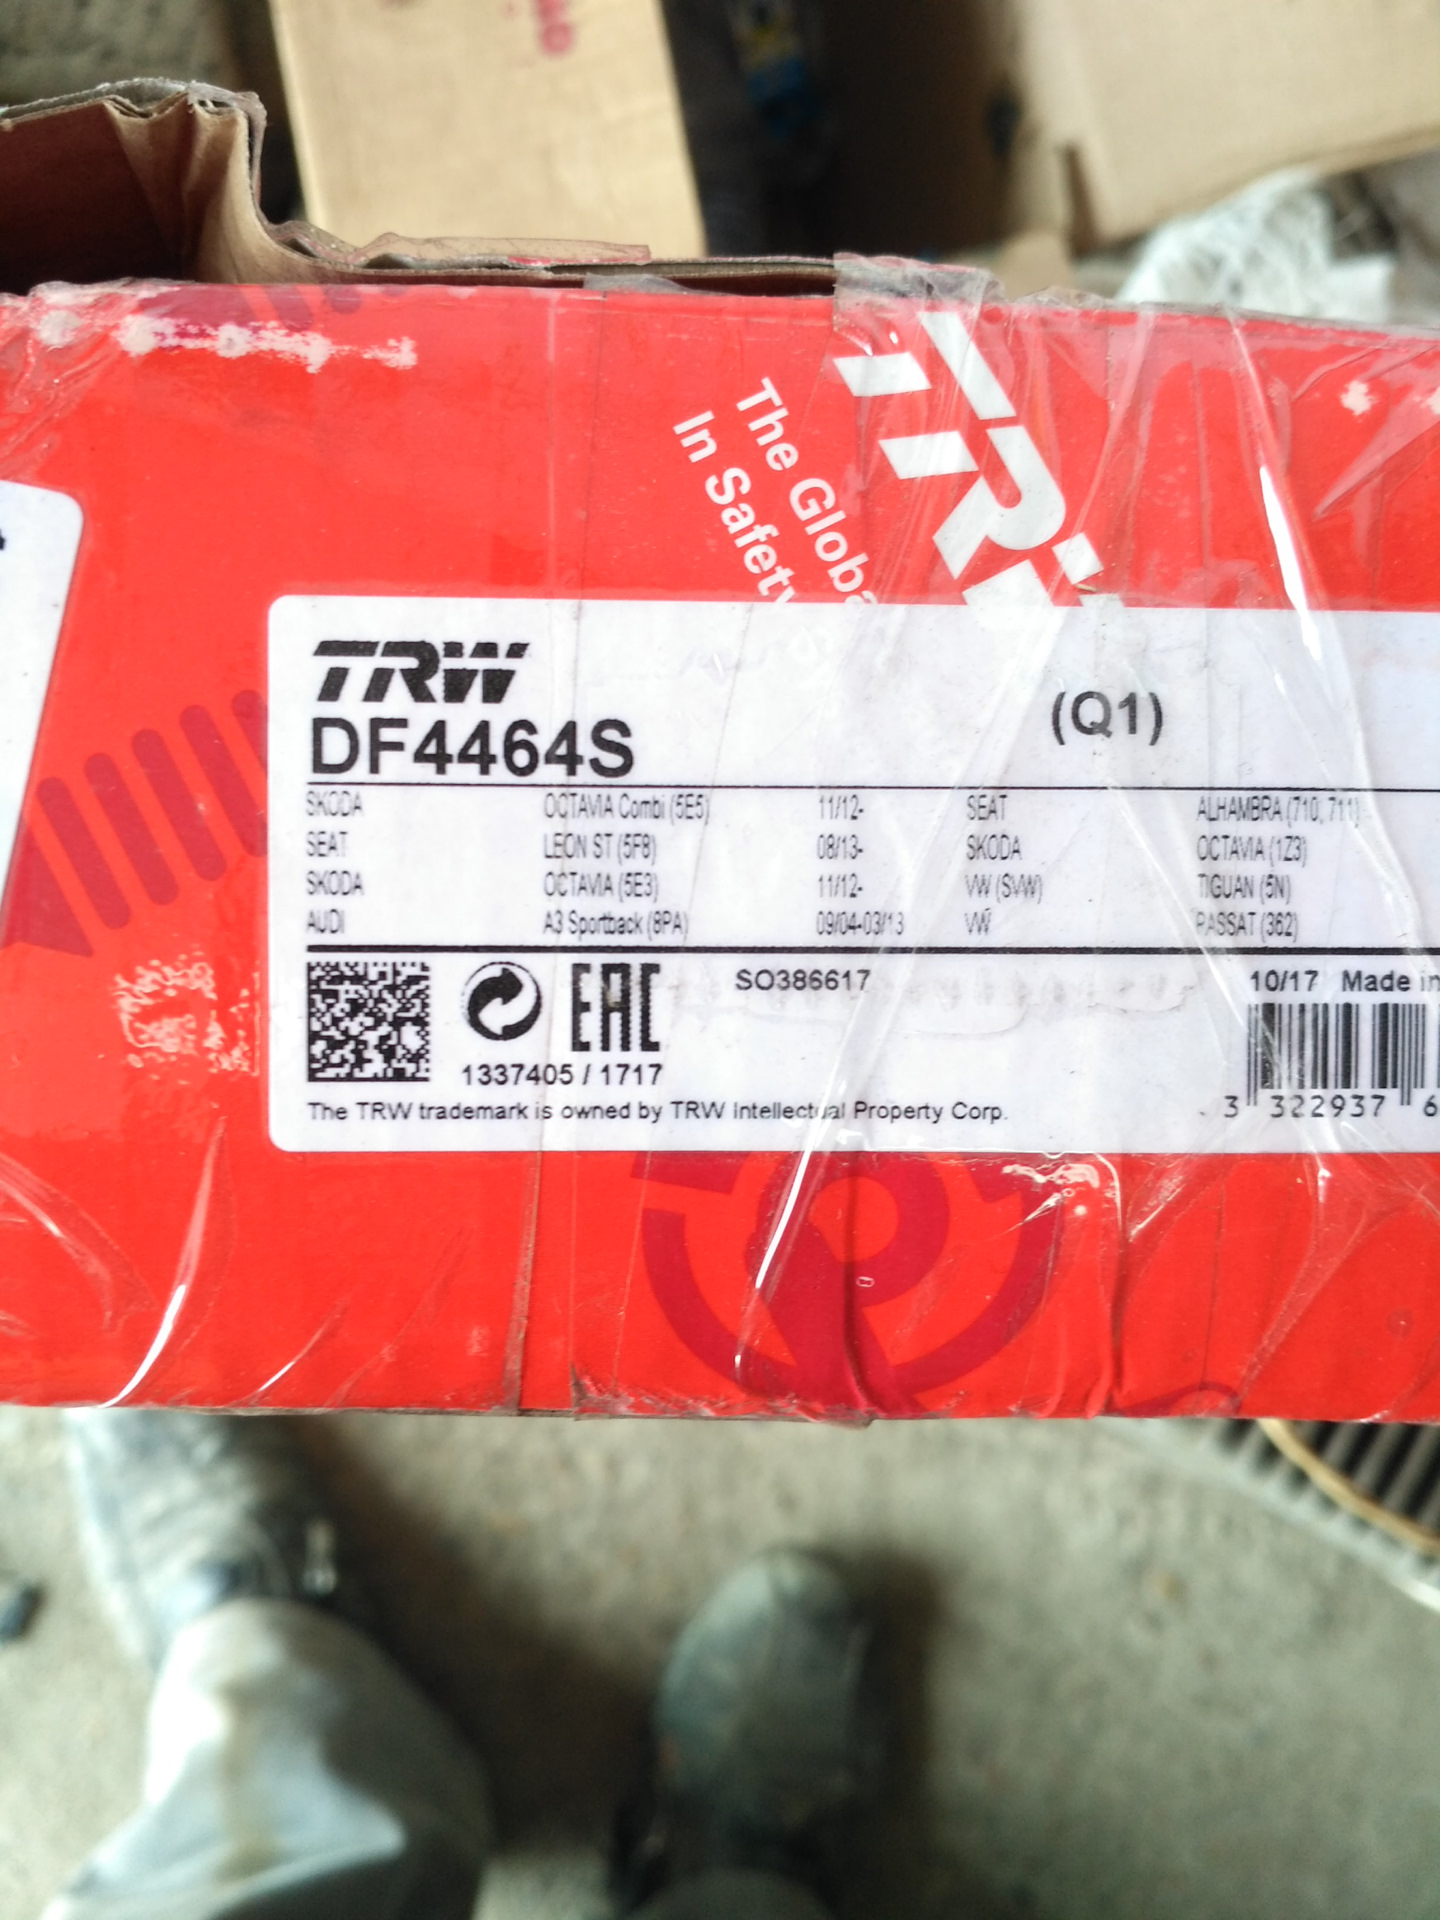 TRW
The Globa
In Safety
TRW
DF4464S
(Q1)
SKODA OCTAVIA Combi (5E5) 11/12- SEAT ALHAMBRA (710, 711)
SEAT LEON ST (5F8) 08/13- SKODA OCTAVIA (1Z3)
SKODA OCTAVIA (5E3) 11/12- VW (SVW) TIGUAN (5N)
AUDI A3 Sportback (8PA) 09/04-03/13 VW PASSAT (362)
EAC SO386617 10/17 Made in
1337405 / 1717
3 322937 6
The TRW trademark is owned by TRW Intellectual Property Corp.